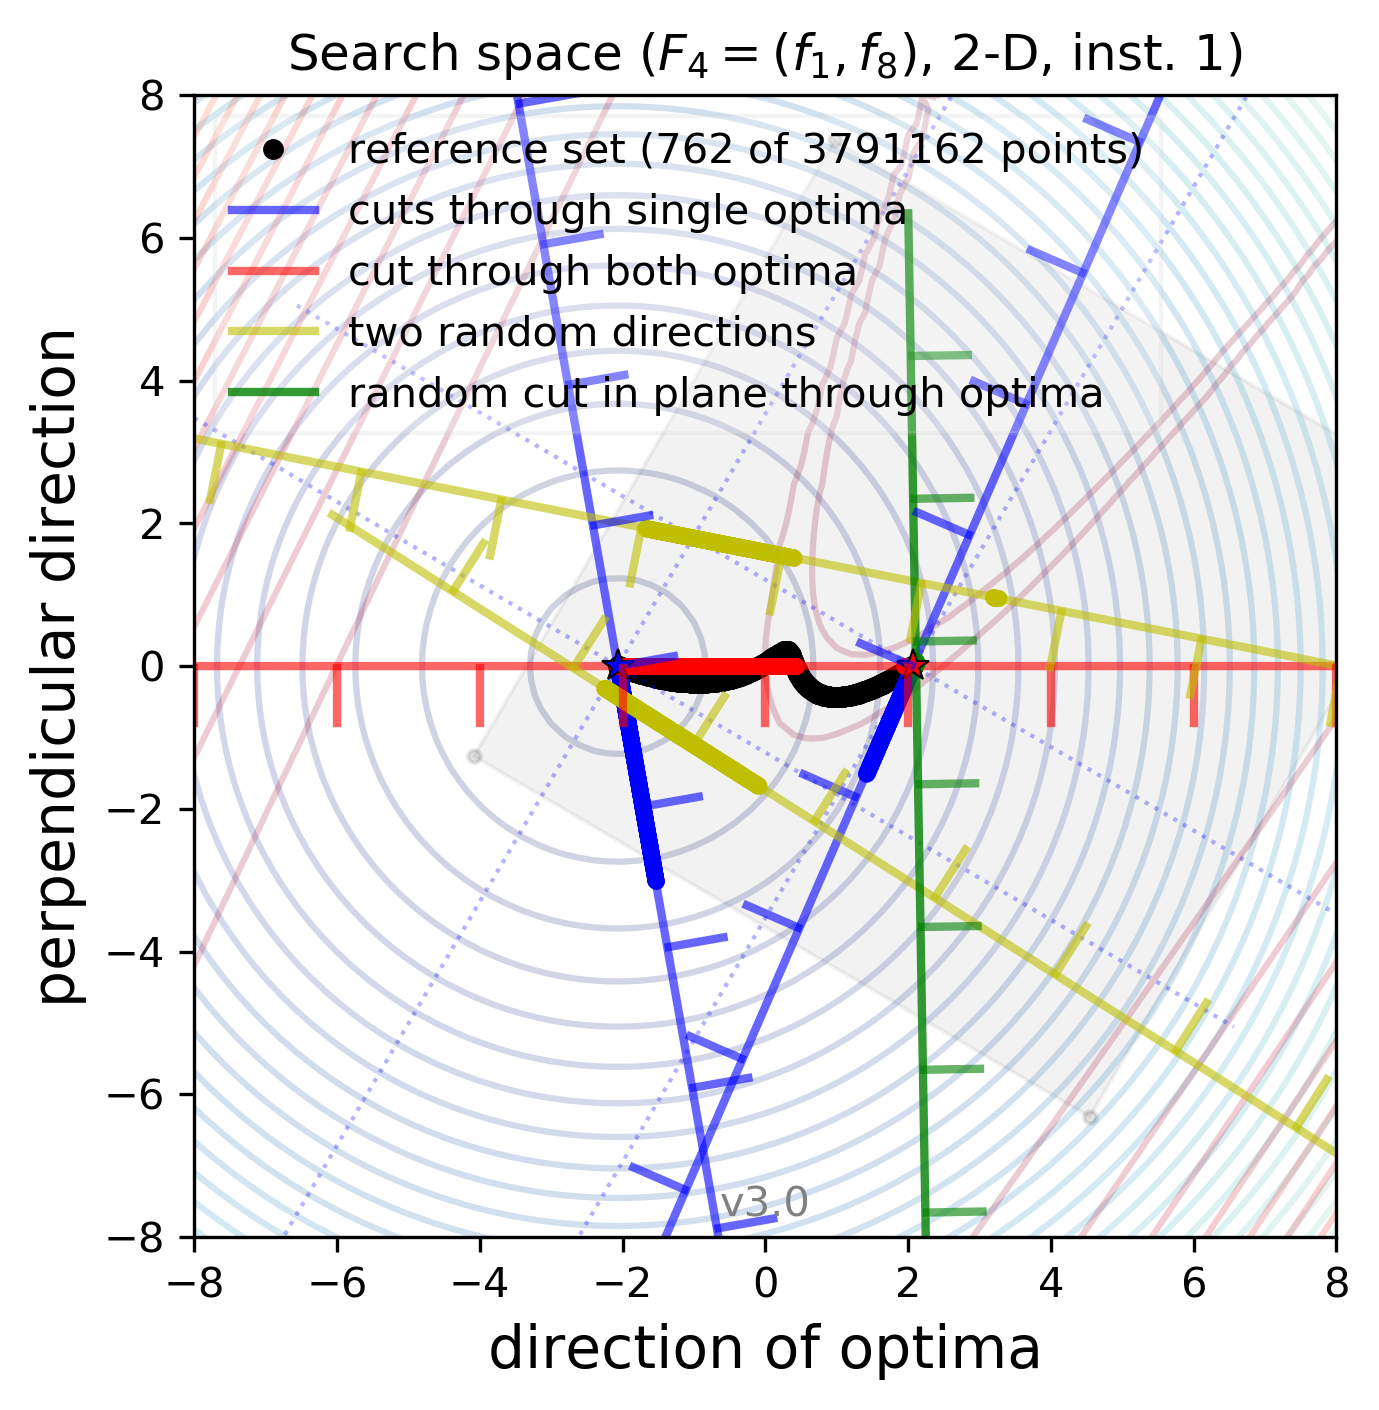 Search space (F₄ = (f₁, f₈), 2-D, inst. 1)
8
6
4
2
0
−2
−4
−6
−8
perpendicular direction
reference set (762 of 3791162 points)
cuts through single optima
cut through both optima
two random directions
random cut in plane through optima
v3.0
−8 −6 −4 −2 0 2 4 6 8
direction of optima